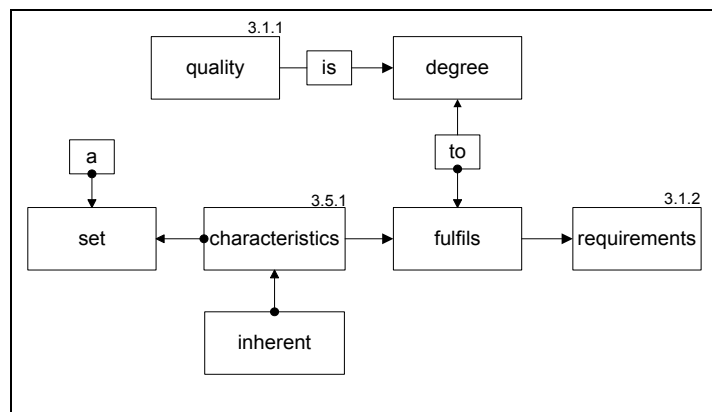 3.1.1
quality
is
degree
a
to
3.5.1
3.1.2
set
characteristics
fulfils
requirements
inherent